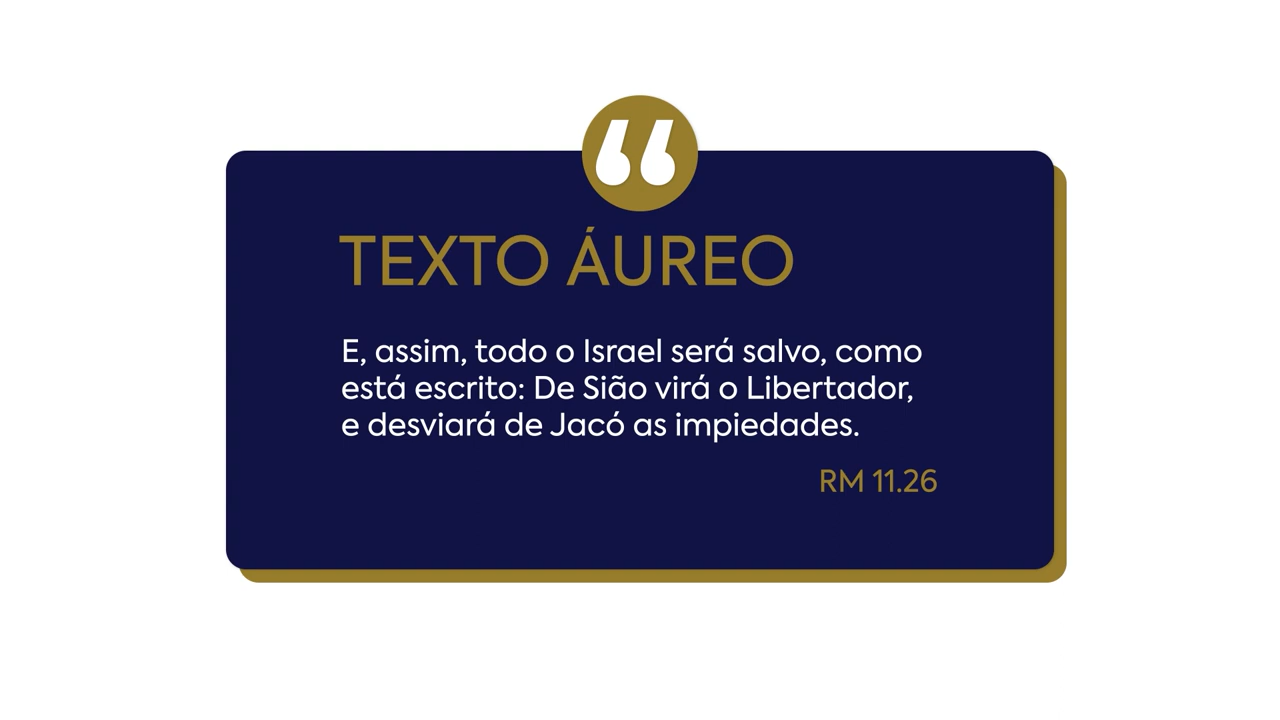 “
TEXTO ÁUREO
E, assim, todo o Israel será salvo, como
está escrito: De Sião virá o Libertador,
e desviará de Jacó as impiedades.
RM 11.26